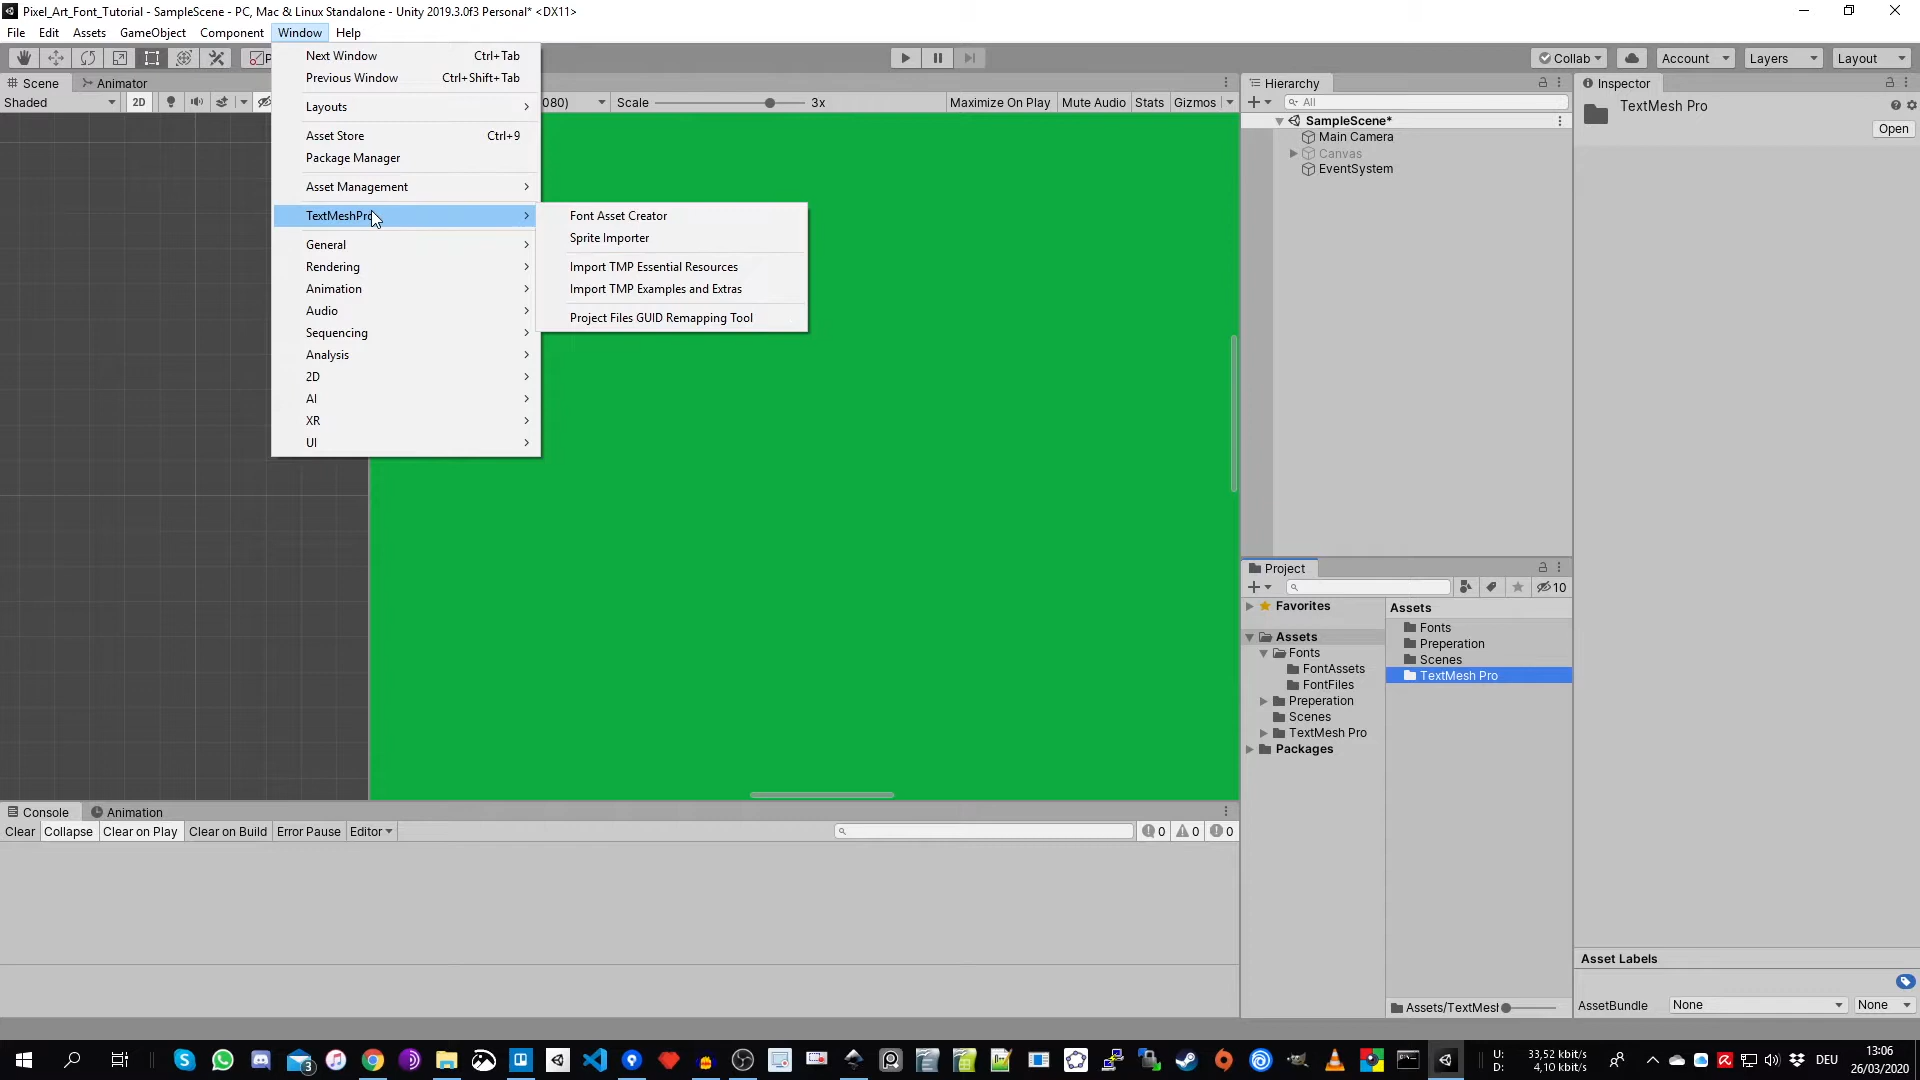 Pixel_Art_Font_Tutorial - SampleScene - PC, Mac & Linux Standalone - Unity 2019.3.0f3 Personal* <DX11>
File Edit Assets GameObject Component Window Help
Collab Account Layers Layout
Scene Animator
Shaded 2D
080) Scale 3x Maximize On Play Mute Audio Stats Gizmos
Next Window Ctrl+Tab
Previous Window Ctrl+Shift+Tab
Layouts
Asset Store Ctrl+9
Package Manager
Asset Management
TextMeshPro
General
Rendering
Animation
Audio
Sequencing
Analysis
2D
AI
XR
UI
Font Asset Creator
Sprite Importer
Import TMP Essential Resources
Import TMP Examples and Extras
Project Files GUID Remapping Tool
Hierarchy
All
SampleScene*
Main Camera
Canvas
EventSystem
Inspector
TextMesh Pro
Open
Project
10
Favorites
Assets
Fonts
FontAssets
FontFiles
Preperation
Scenes
TextMesh Pro
Packages
Assets
Fonts
Preperation
Scenes
TextMesh Pro
Assets/TextMesl
Asset Labels
AssetBundle None None
Console Animation
Clear Collapse Clear on Play Clear on Build Error Pause Editor
0 0 0
3
U: 33,52 kbit/s
D: 4,10 kbit/s
DEU
13:06
26/03/2020